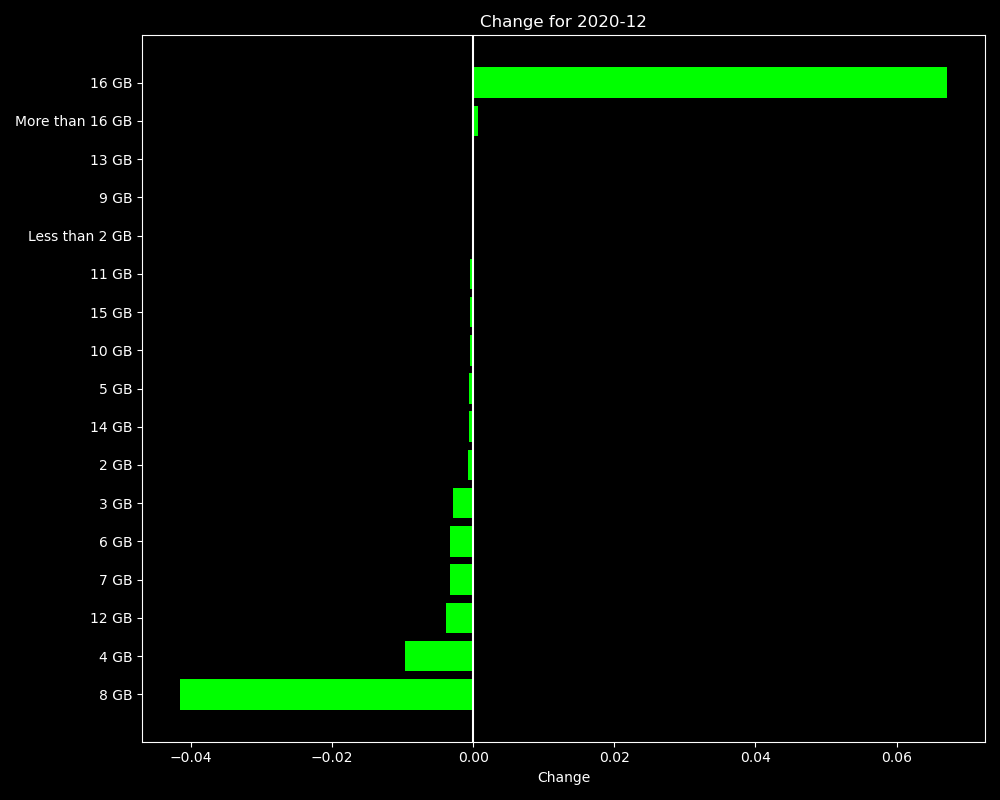 Change for 2020-12
16 GB
More than 16 GB
13 GB
9 GB
Less than 2 GB
11 GB
15 GB
10 GB
5 GB
14 GB
2 GB
3 GB
6 GB
7 GB
12 GB
4 GB
8 GB
−0.04 −0.02 0.00 0.02 0.04 0.06
Change